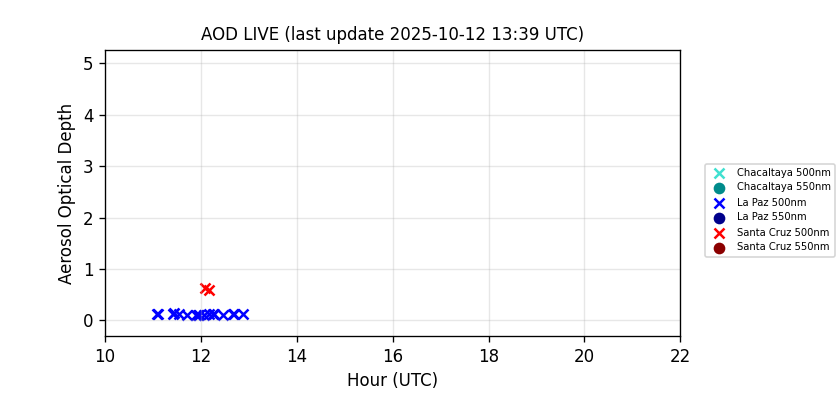 AOD LIVE (last update 2025-10-12 13:39 UTC)
5
4
3
2
1
0
Aerosol Optical Depth
10 12 14 16 18 20 22
Hour (UTC)
Chacaltaya 500nm
Chacaltaya 550nm
La Paz 500nm
La Paz 550nm
Santa Cruz 500nm
Santa Cruz 550nm